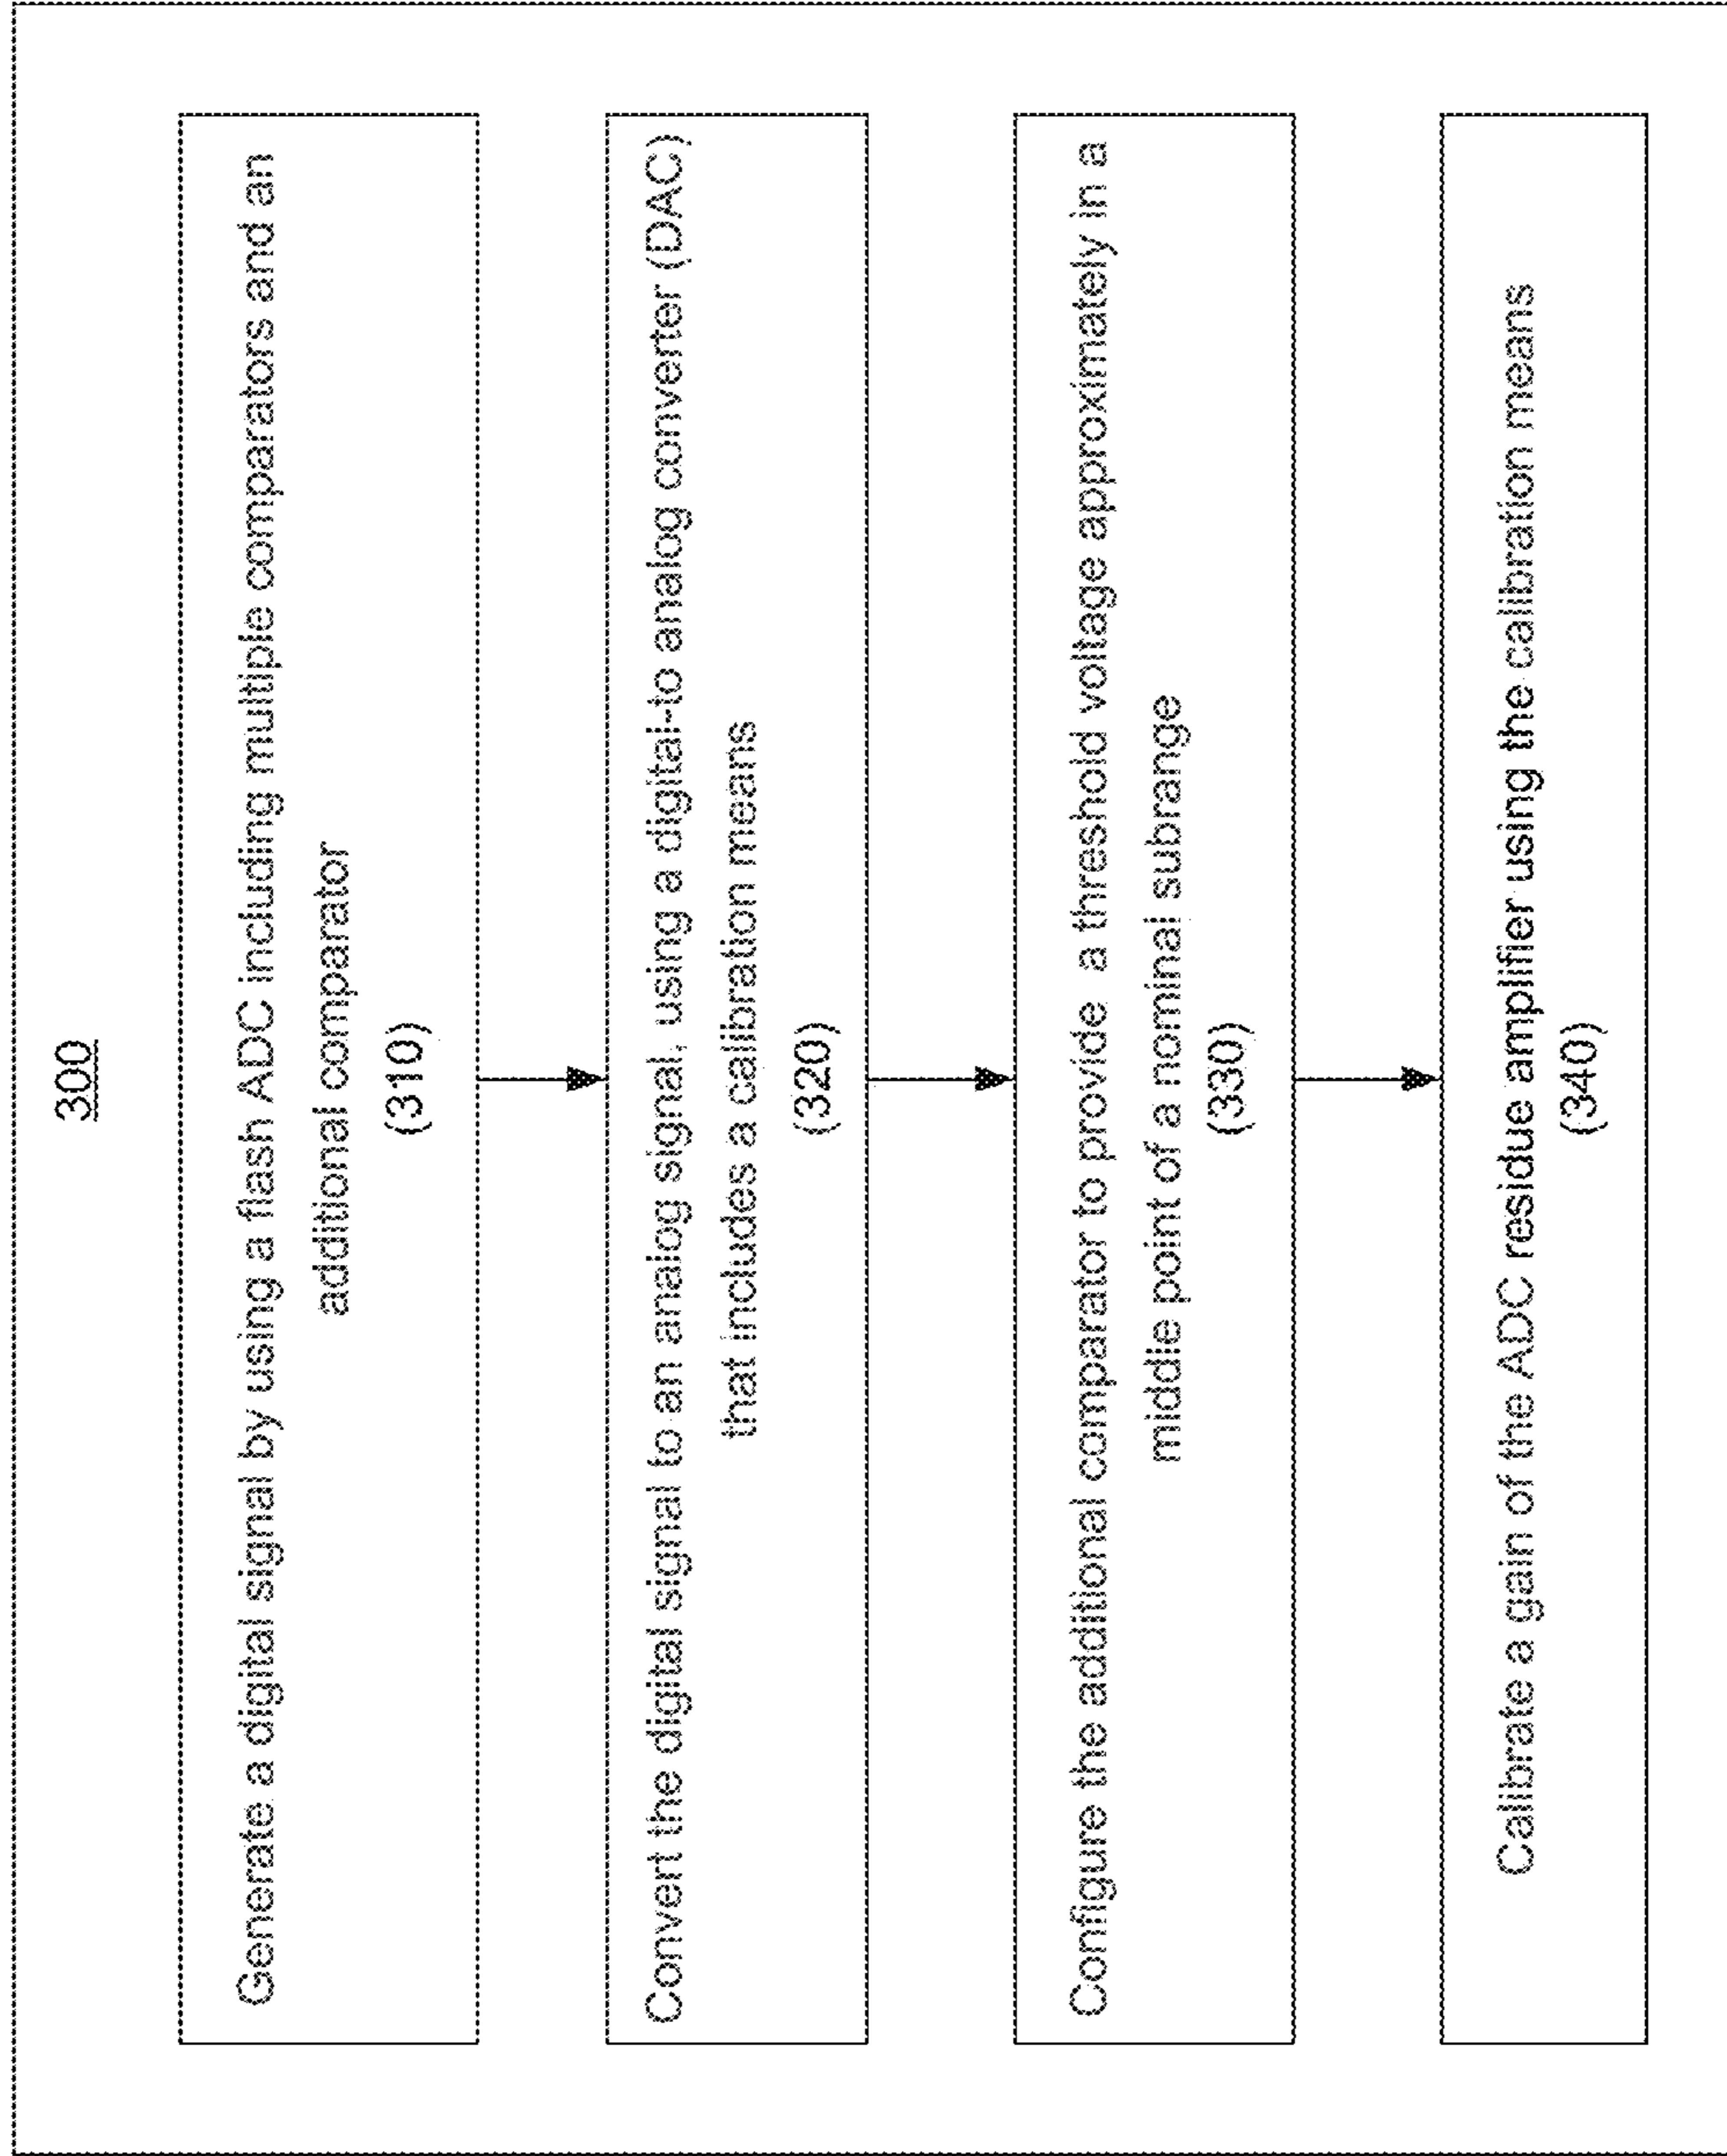 300
Generate a digital signal by using a flash ADC including multiple comparators and an
additional comparator
(310)
Convert the digital signal to an analog signal, using a digital-to analog converter (DAC)
that includes a calibration means
(320)
Configure the additional comparator to provide a threshold voltage approximately in a
middle point of a nominal subrange
(330)
Calibrate a gain of the ADC residue amplifier using the calibration means
(340)